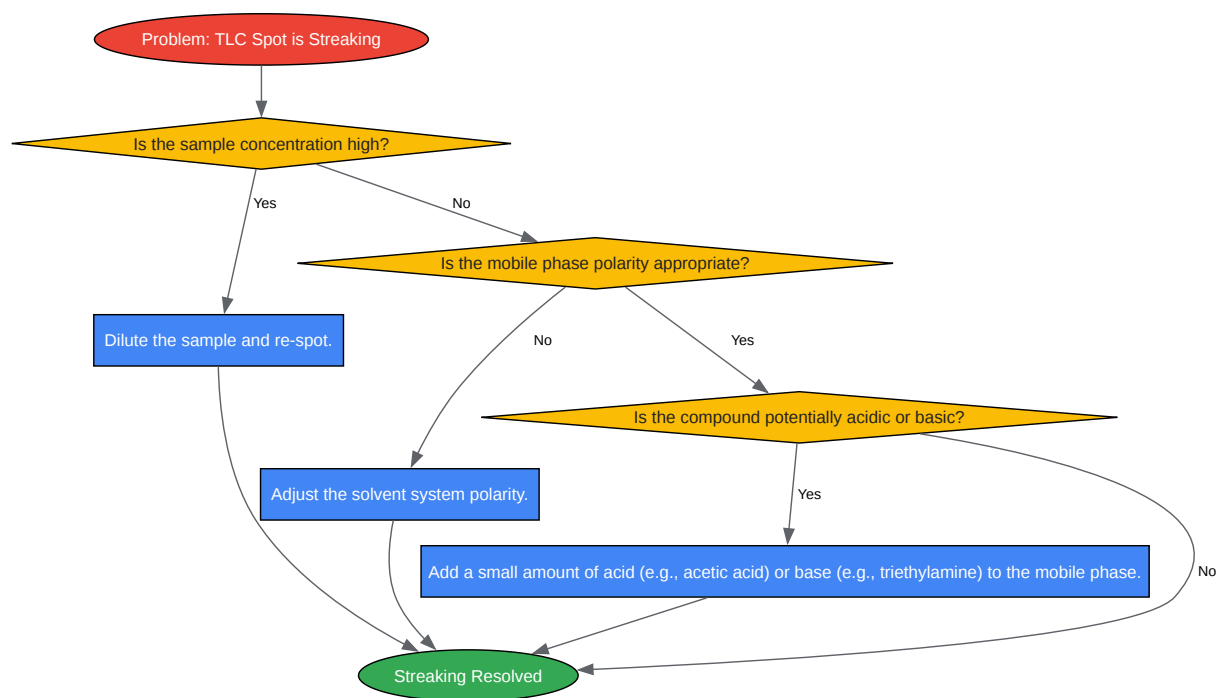 Problem: TLC Spot is Streaking
Is the sample concentration high?
Yes
No
Is the mobile phase polarity appropriate?
Dilute the sample and re-spot.
No
Yes
Is the compound potentially acidic or basic?
Adjust the solvent system polarity.
Yes
Add a small amount of acid (e.g., acetic acid) or base (e.g., triethylamine) to the mobile phase.
No
Streaking Resolved